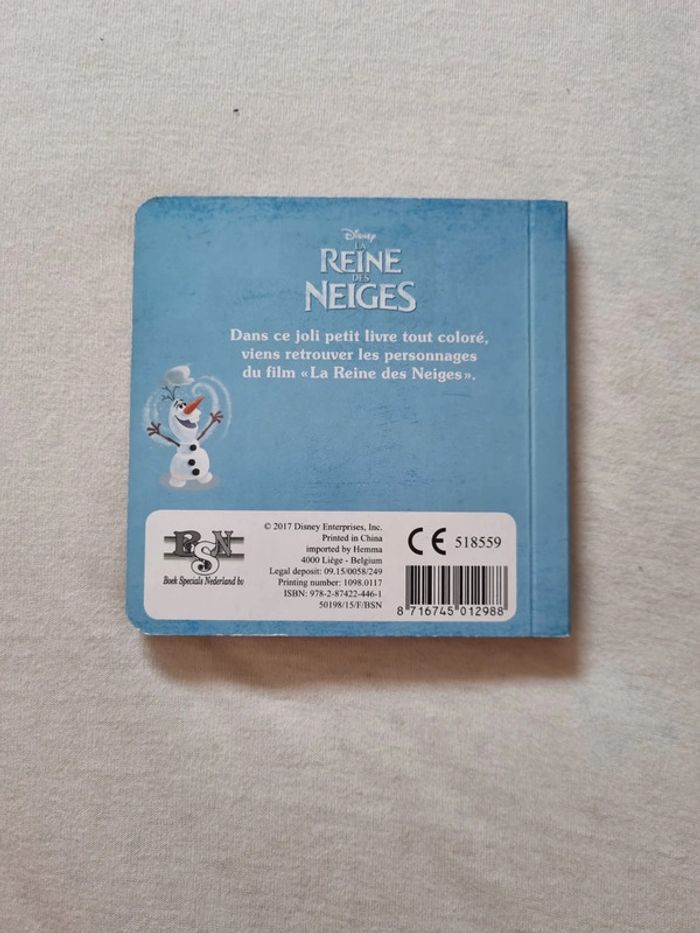 Disney
LA
REINE
DES
NEIGES
Dans ce joli petit livre tout coloré,
viens retrouver les personnages
du film «La Reine des Neiges».
BSN
Boek Specials Nederland bv
© 2017 Disney Enterprises, Inc.
Printed in China
imported by Hemma
4000 Liège - Belgium
Legal deposit: 09.15/0058/249
Printing number: 1098.0117
ISBN: 978-2-87422-446-1
50198/15/F/BSN
CE 518559
8 716745 012988